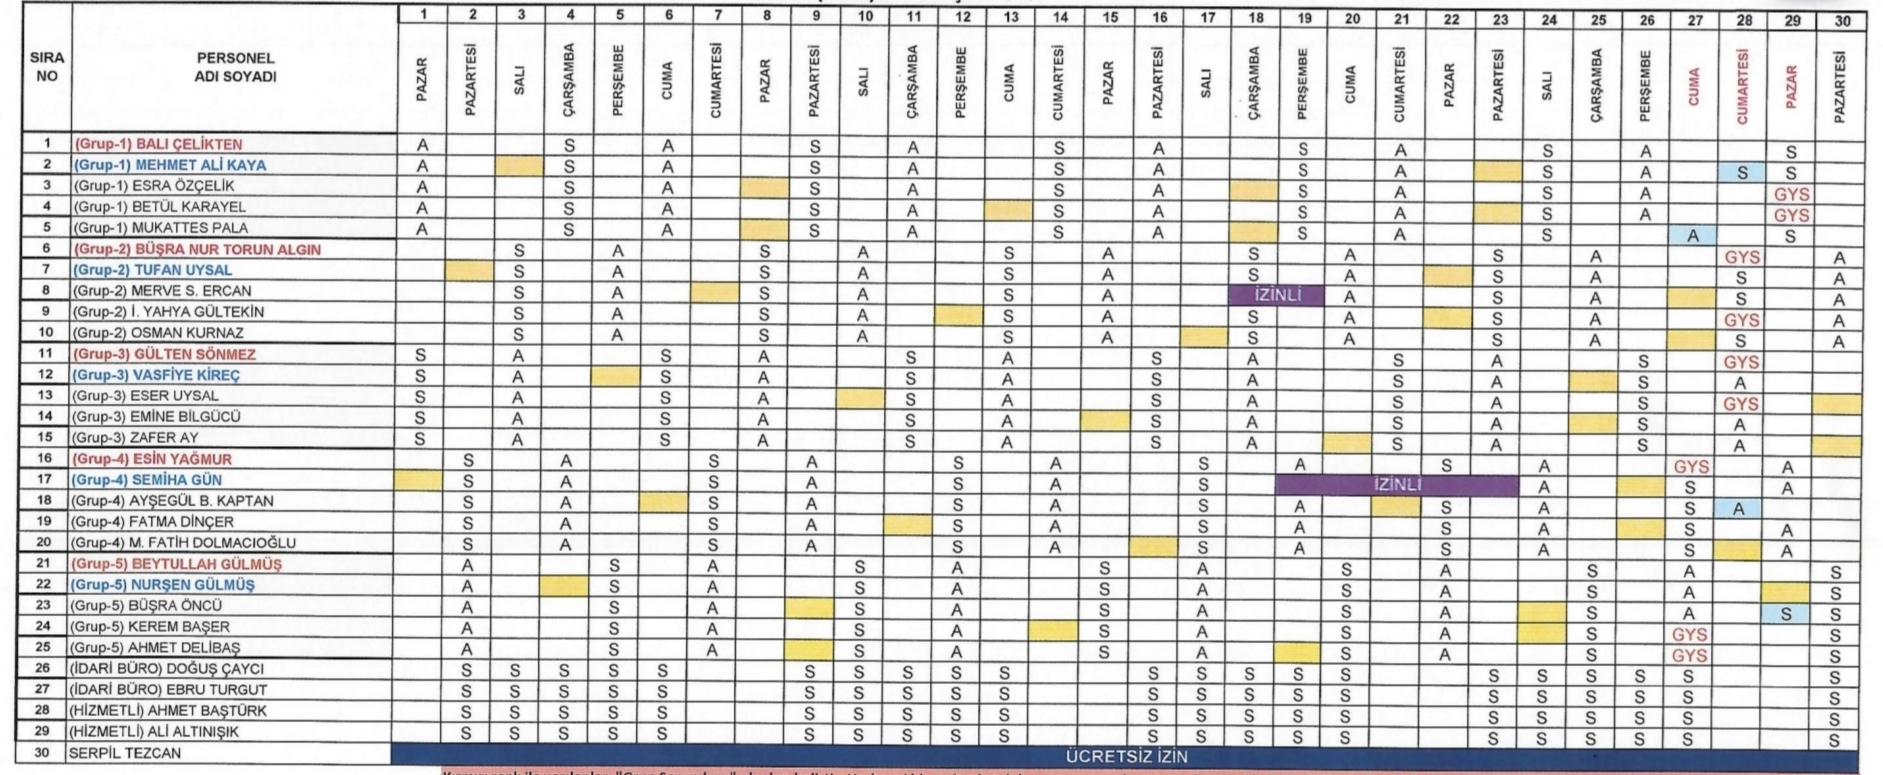 1 2 3 4 5 6 7 8 9 10 11 12 13 14 15 16 17 18 19 20 21 22 23 24 25 26 27 28 29 30
SIRA NO PERSONEL ADI SOYADI PAZAR PAZARTESİ SALI ÇARŞAMBA PERŞEMBE CUMA CUMARTESİ PAZAR PAZARTESİ SALI ÇARŞAMBA PERŞEMBE CUMA CUMARTESİ PAZAR PAZARTESİ SALI ÇARŞAMBA PERŞEMBE CUMA CUMARTESİ PAZAR PAZARTESİ SALI ÇARŞAMBA PERŞEMBE CUMA CUMARTESİ PAZAR PAZARTESİ
1 (Grup-1) BALI ÇELİKTEN A S A S A S A S A S A S
2 (Grup-1) MEHMET ALİ KAYA A S A S A S A S A S A S S
3 (Grup-1) ESRA ÖZÇELİK A S A S A S A S A S A GYS
4 (Grup-1) BETÜL KARAYEL A S A S A S A S A S A GYS
5 (Grup-1) MUKATTES PALA A S A S A S A S A S A S
6 (Grup-2) BÜŞRA NUR TORUN ALGIN S A S A S A S A S A GYS A
7 (Grup-2) TUFAN UYSAL S A S A S A S A S A S A
8 (Grup-2) MERVE S. ERCAN S A S A S A İZİNLİ A S A S A
9 (Grup-2) İ. YAHYA GÜLTEKİN S A S A S A S A S A GYS A
10 (Grup-2) OSMAN KURNAZ S A S A S A S A S A S A
11 (Grup-3) GÜLTEN SÖNMEZ S A S A S A S A S A S GYS
12 (Grup-3) VASFİYE KİREÇ S A S A S A S A S A S A
13 (Grup-3) ESER UYSAL S A S A S A S A S A S GYS
14 (Grup-3) EMİNE BİLGÜCÜ S A S A S A S A S A S A
15 (Grup-3) ZAFER AY S A S A S A S A S A S A
16 (Grup-4) ESİN YAĞMUR S A S A S A S A S A GYS A
17 (Grup-4) SEMİHA GÜN S A S A S A S İZİNLİ A S A
18 (Grup-4) AYŞEGÜL B. KAPTAN S A S A S A S A S A S A
19 (Grup-4) FATMA DİNÇER S A S A S A S A S A S A
20 (Grup-4) M. FATİH DOLMACIOĞLU S A S A S A S A S A S A
21 (Grup-5) BEYTULLAH GÜLMÜŞ A S A S A S A S A S A S
22 (Grup-5) NURŞEN GÜLMÜŞ A S A S A S A S A S A S
23 (Grup-5) BÜŞRA ÖNCÜ A S A S A S A S A S A S S
24 (Grup-5) KEREM BAŞER A S A S A S A S A S GYS S
25 (Grup-5) AHMET DELİBAŞ A S A S A S A S A S GYS S
26 (İDARİ BÜRO) DOĞUŞ ÇAYCI S S S S S S S S S S S S S S S S S S S S
27 (İDARİ BÜRO) EBRU TURGUT S S S S S S S S S S S S S S S S S S S S S
28 (HİZMETLİ) AHMET BAŞTÜRK S S S S S S S S S S S S S S S S S S S S S
29 (HİZMETLİ) ALİ ALTINIŞIK S S S S S S S S S S S S S S S S S S S S S
30 SERPİL TEZCAN ÜCRETSİZ İZİN